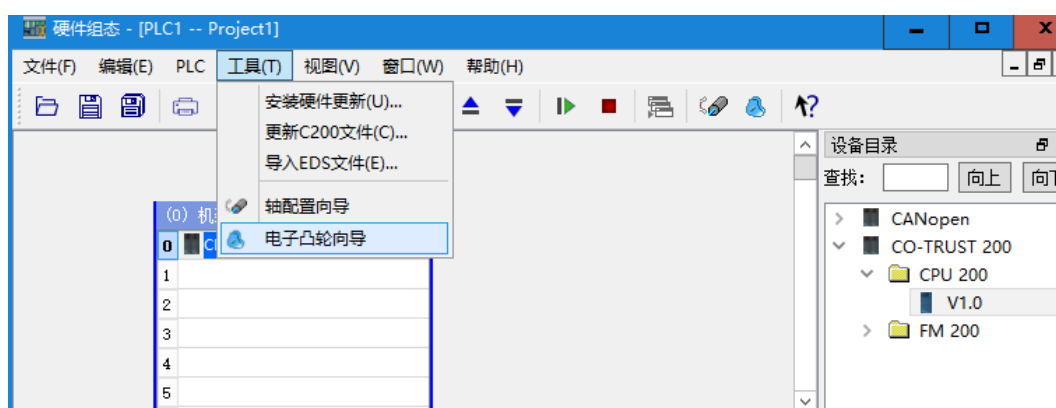 硬件组态 - [PLC1 -- Project1]
文件(F) 编辑(E) PLC 工具(T) 视图(V) 窗口(W) 帮助(H)
安装硬件更新(U)...
更新C200文件(C)...
导入EDS文件(E)...
轴配置向导
电子凸轮向导
(0) 机
0 C
1
2
3
4
5
设备目录
查找: 向上 向下
CANopen
CO-TRUST 200
CPU 200
V1.0
FM 200